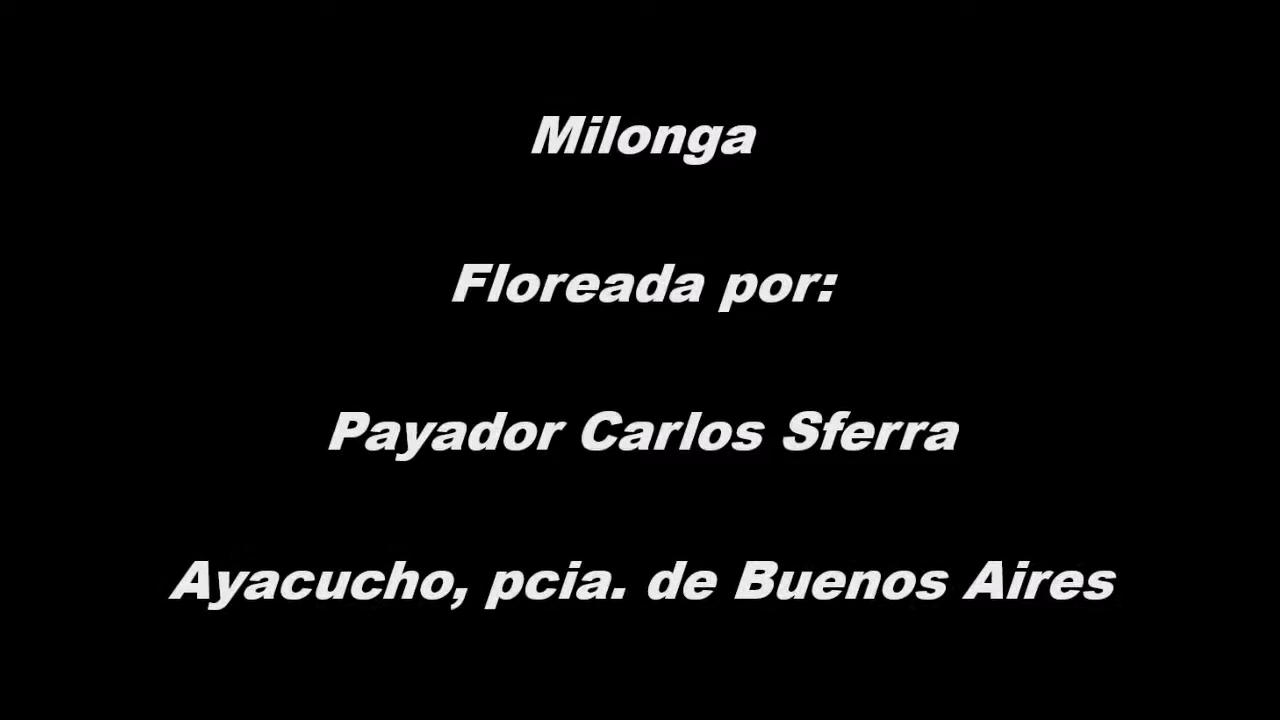 Milonga
Floreada por:
Payador Carlos Sferra
Ayacucho, pcia. de Buenos Aires